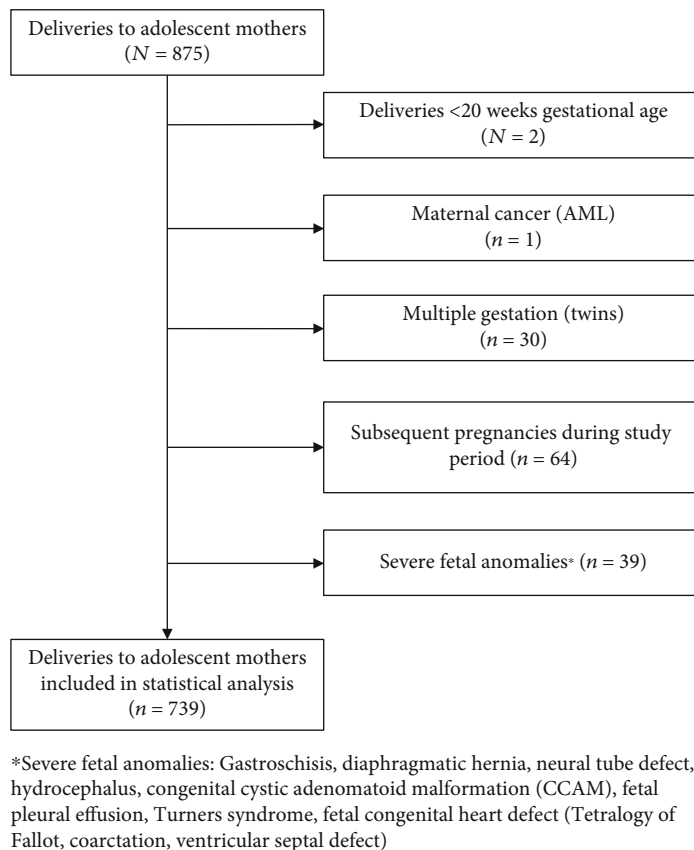 Deliveries to adolescent mothers
(N = 875)
Deliveries <20 weeks gestational age
(N = 2)
Maternal cancer (AML)
(n = 1)
Multiple gestation (twins)
(n = 30)
Subsequent pregnancies during study
period (n = 64)
Severe fetal anomalies* (n = 39)
Deliveries to adolescent mothers
included in statistical analysis
(n = 739)
*Severe fetal anomalies: Gastroschisis, diaphragmatic hernia, neural tube defect,
hydrocephalus, congenital cystic adenomatoid malformation (CCAM), fetal
pleural effusion, Turners syndrome, fetal congenital heart defect (Tetralogy of
Fallot, coarctation, ventricular septal defect)